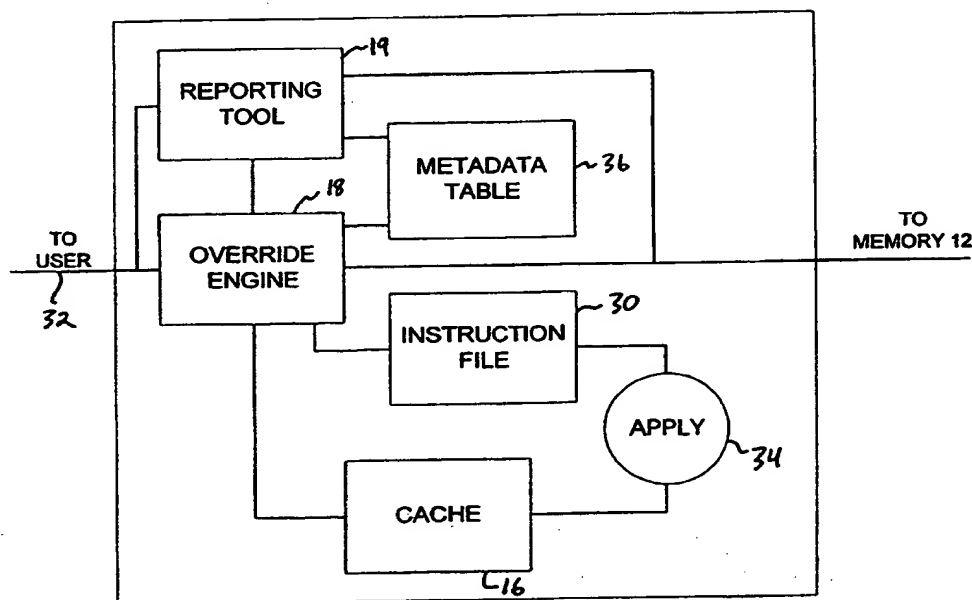 19
REPORTING
TOOL
METADATA
TABLE
36
18
TO
USER
32
OVERRIDE
ENGINE
TO
MEMORY 12
INSTRUCTION
FILE
30
APPLY
34
CACHE
16